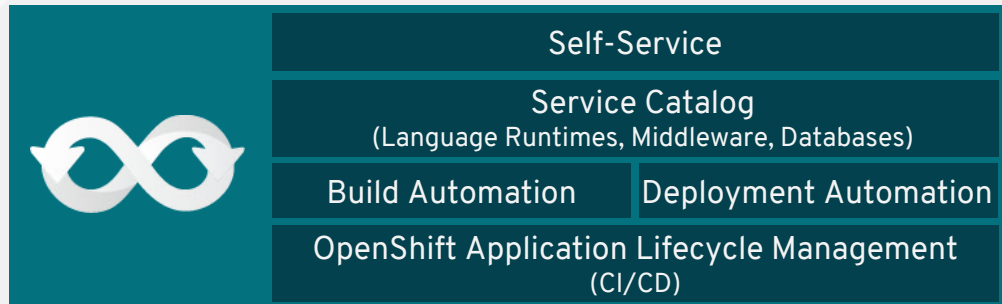 Self-Service
Service Catalog
(Language Runtimes, Middleware, Databases)
Build Automation
Deployment Automation
OpenShift Application Lifecycle Management
(CI/CD)